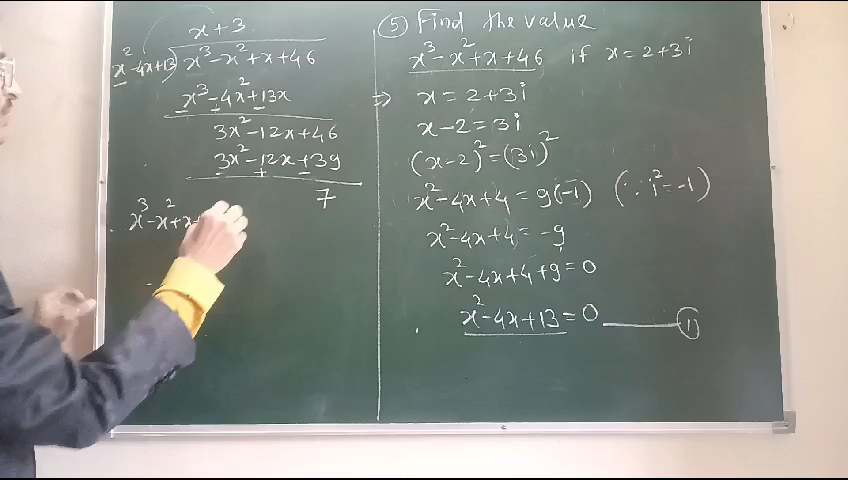 x + 3
x² - 4x + 13 ) x³ - x² + x + 46
x³ - 4x² + 13x
3x² - 12x + 46
3x² - 12x + 39
7
x³ - x² + x
⑤ Find the value
x³ - x² + x + 46 if x = 2 + 3i
⇒ x = 2 + 3i
x - 2 = 3i
(x - 2)² = (3i)²
x² - 4x + 4 = 9(-1) (∵ i² = -1)
x² - 4x + 4 = -9
x² - 4x + 4 + 9 = 0
x² - 4x + 13 = 0 ——— ①